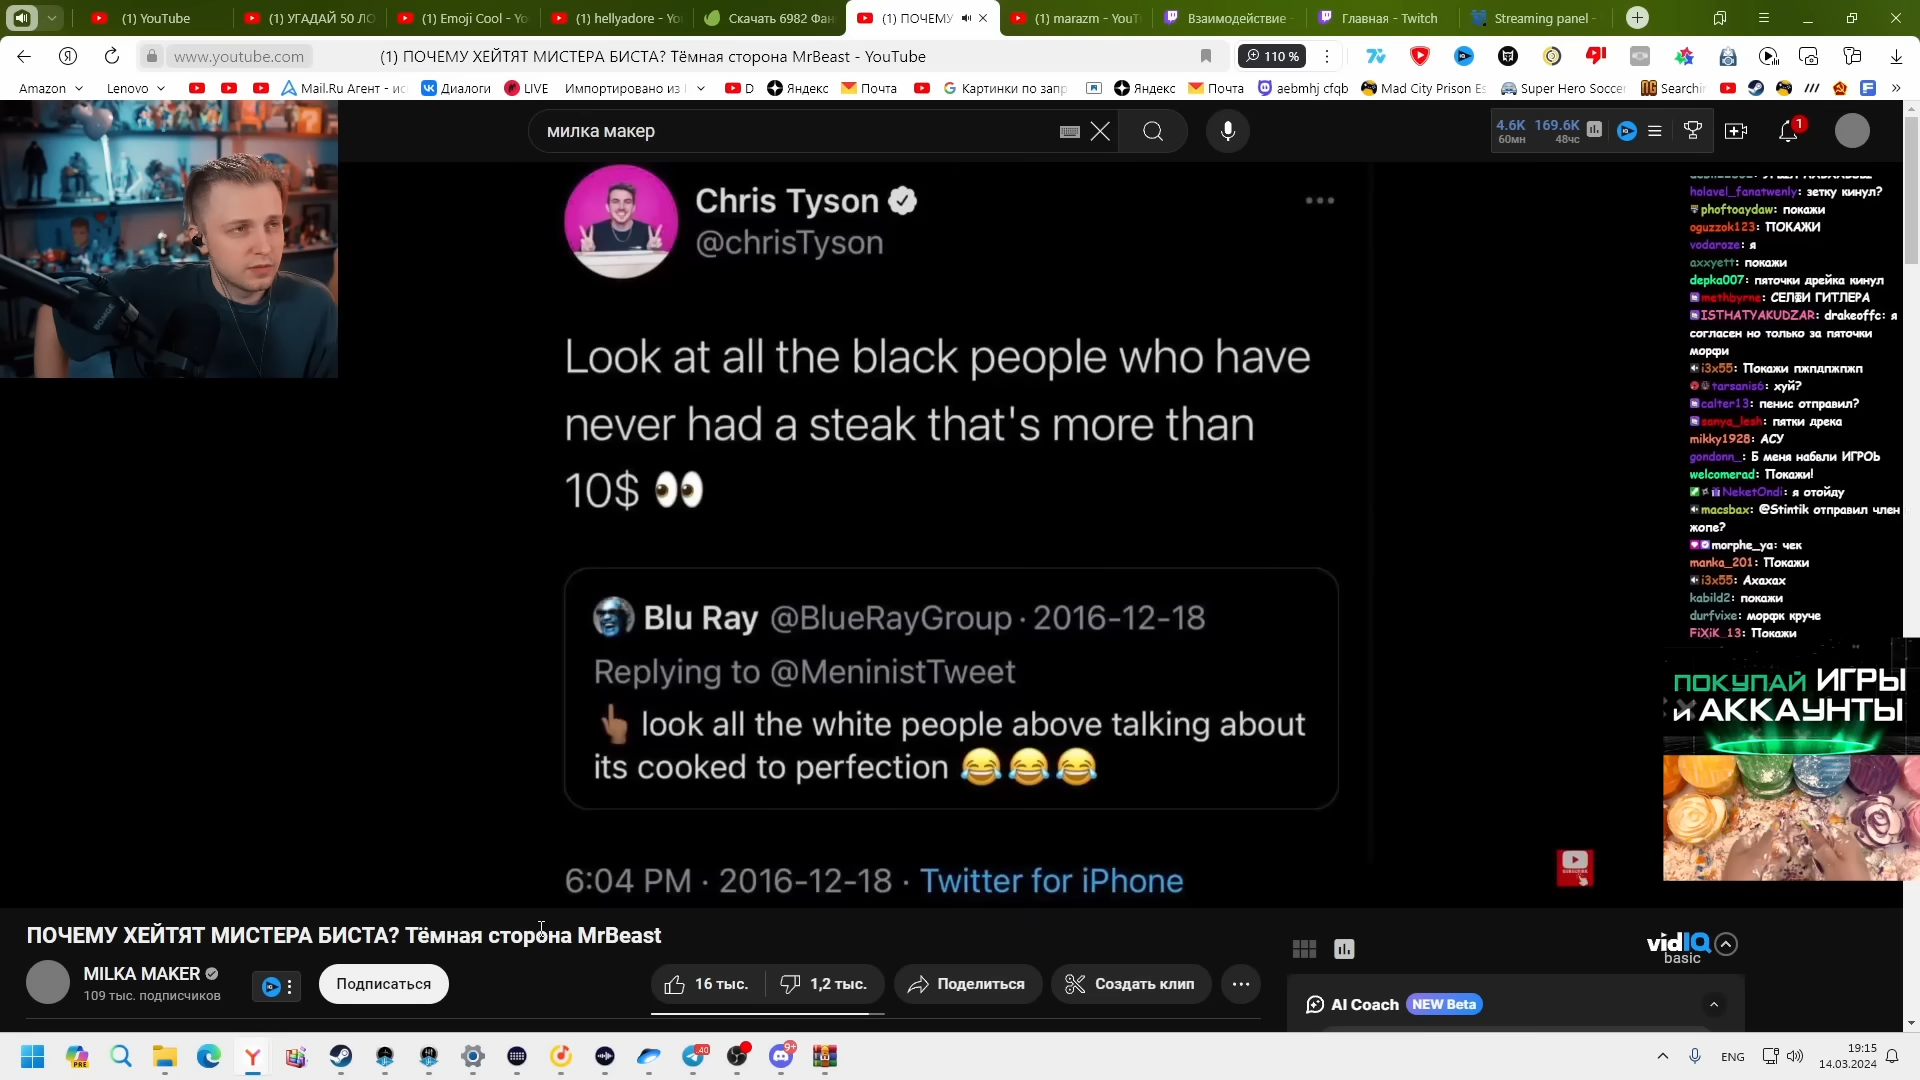 (1) YouTube
(1) УГАДАЙ 50 ЛО
(1) Emoji Cool - Yo
(1) hellyadore - Yo
Скачать 6982 Фан
(1) ПОЧЕМУ
(1) marazm - YouT
Взаимодействие -
Главная - Twitch
Streaming panel -
www.youtube.com
(1) ПОЧЕМУ ХЕЙТЯТ МИСТЕРА БИСТА? Тёмная сторона MrBeast - YouTube
110 %
Amazon
Lenovo
Mail.Ru Агент - ис
Диалоги
LIVE
Импортировано из
D
Яндекс
Почта
Картинки по запр
Яндекс
Почта
aebmhj cfqb
Mad City Prison Es
Super Hero Soccer
Searchin
милка макер
4.6K 169.6K
60мн 48чс
1
Chris Tyson
@chrisTyson
Look at all the black people who have
never had a steak that's more than
10$ 👀
Blu Ray @BlueRayGroup · 2016-12-18
Replying to @MeninistTweet
👆🏾 look all the white people above talking about
its cooked to perfection 😂😂😂
6:04 PM · 2016-12-18 · Twitter for iPhone
holavel_fanatwenly: зетку кинул?
phoftoaydaw: покажи
oguzzok123: ПОКАЖИ
vodaroze: я
axxyett: покажи
depka007: пяточки дрейка кинул
methbyrne: СЕЛФИ ГИТЛЕРА
ISTHATYAKUDZAR: drakeoffc: я
согласен но только за пяточки
морфи
i3x55: Покажи пжпдпжпжп
tarsanis6: хуй?
calter13: пенис отправил?
sanya_lesh: пятки дрека
mikky1928: АСУ
gondonn_: Б меня набели ИГРОЬ
welcomerad: Покажи!
NeketOndi: я отойду
macsbax: @Stintik отправил член
жопе?
morphe_ya: чек
manka_201: Покажи
i3x55: Ахахах
kabild2: покажи
durfvixe: морфк круче
FiXiK_13: Покажи
ПОКУПАЙ ИГРЫ
и АККАУНТЫ
ПОЧЕМУ ХЕЙТЯТ МИСТЕРА БИСТА? Тёмная сторона MrBeast
MILKA MAKER
109 тыс. подписчиков
Подписаться
16 тыс.
1,2 тыс.
Поделиться
Создать клип
vidIQ
basic
AI Coach NEW Beta
ENG
19:15
14.03.2024